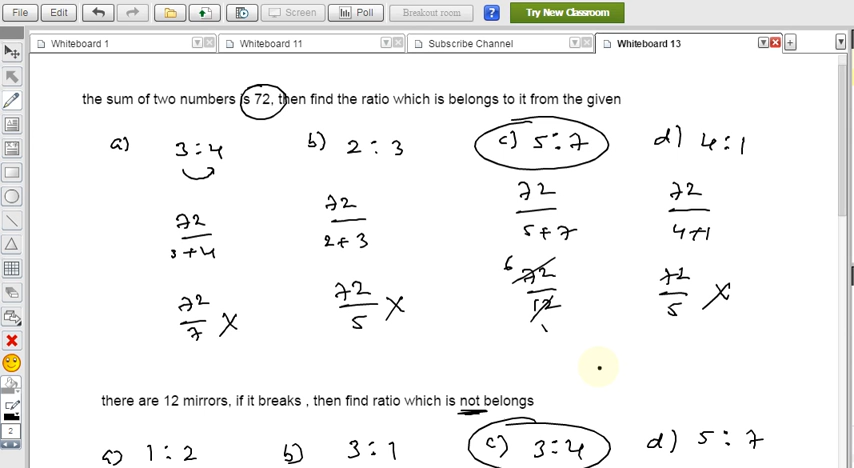 File Edit Screen Poll Breakout room ? Try New Classroom
Whiteboard 1 Whiteboard 11 Subscribe Channel Whiteboard 13
the sum of two numbers is 72, then find the ratio which is belongs to it from the given
a) 3:4 b) 2:3 c) 5:7 d) 4:1
72 72 72 72
3+4 2+3 5+7 4+1
6
72 72 72 72
7 X 5 X 12 5 X
1
there are 12 mirrors, if it breaks , then find ratio which is not belongs
a) 1:2 b) 3:1 c) 3:4 d) 5:7
2